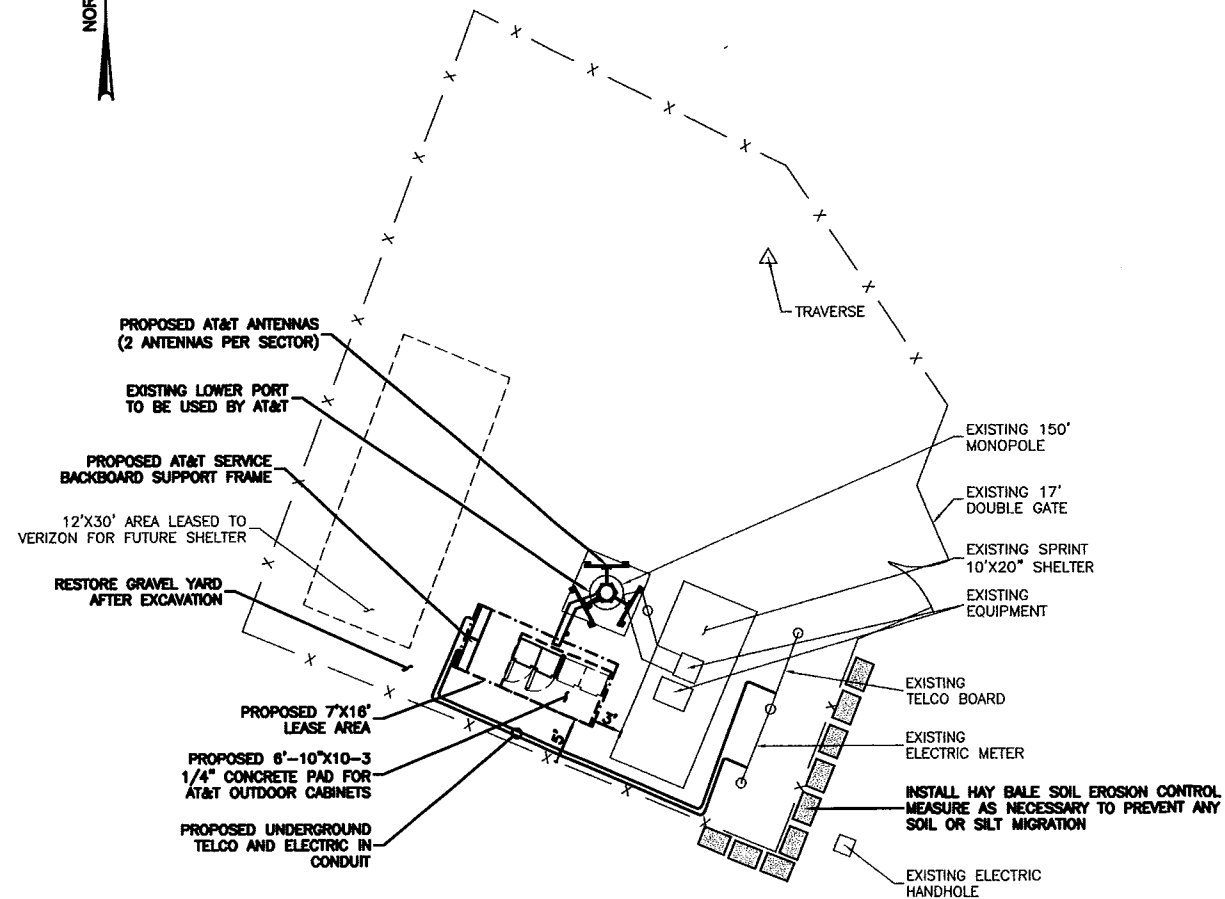 NOR
TRAVERSE
PROPOSED AT&T ANTENNAS
(2 ANTENNAS PER SECTOR)
EXISTING LOWER PORT
TO BE USED BY AT&T
PROPOSED AT&T SERVICE
BACKBOARD SUPPORT FRAME
12'X30' AREA LEASED TO
VERIZON FOR FUTURE SHELTER
RESTORE GRAVEL YARD
AFTER EXCAVATION
PROPOSED 7'X16'
LEASE AREA
PROPOSED 6'-10"X10-3
1/4" CONCRETE PAD FOR
AT&T OUTDOOR CABINETS
PROPOSED UNDERGROUND
TELCO AND ELECTRIC IN
CONDUIT
3'
5'
EXISTING 150'
MONOPOLE
EXISTING 17'
DOUBLE GATE
EXISTING SPRINT
10'X20" SHELTER
EXISTING
EQUIPMENT
EXISTING
TELCO BOARD
EXISTING
ELECTRIC METER
INSTALL HAY BALE SOIL EROSION CONTROL
MEASURE AS NECESSARY TO PREVENT ANY
SOIL OR SILT MIGRATION
EXISTING ELECTRIC
HANDHOLE